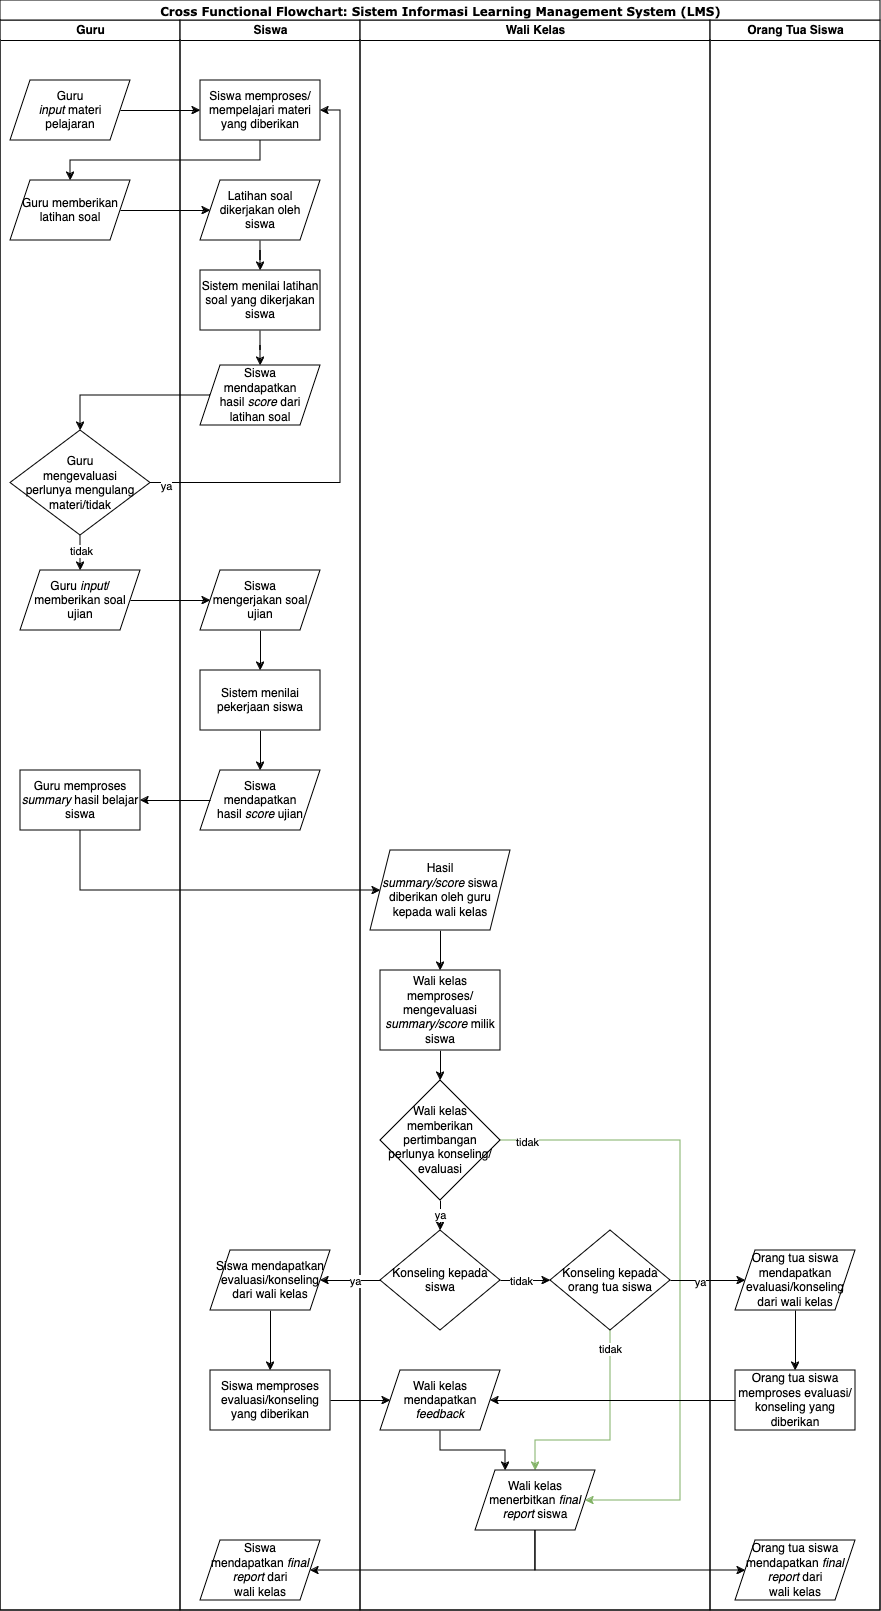 Cross Functional Flowchart: Sistem Informasi Learning Management System (LMS)
Guru
Siswa
Wali Kelas
Orang Tua Siswa
Guru
input materi
pelajaran
Siswa memproses/
mempelajari materi
yang diberikan
Guru memberikan
latihan soal
Latihan soal
dikerjakan oleh
siswa
Sistem menilai latihan
soal yang dikerjakan
siswa
Siswa
mendapatkan
hasil score dari
latihan soal
Guru
mengevaluasi
perlunya mengulang
materi/tidak
ya
tidak
Guru input/
memberikan soal
ujian
Siswa
mengerjakan soal
ujian
Sistem menilai
pekerjaan siswa
Guru memproses
summary hasil belajar
siswa
Siswa
mendapatkan
hasil score ujian
Hasil
summary/score siswa
diberikan oleh guru
kepada wali kelas
Wali kelas
memproses/
mengevaluasi
summary/score milik
siswa
Wali kelas
memberikan
pertimbangan
perlunya konseling/
evaluasi
tidak
ya
Siswa mendapatkan
evaluasi/konseling
dari wali kelas
ya
Konseling kepada
siswa
tidak
Konseling kepada
orang tua siswa
ya
Orang tua siswa
mendapatkan
evaluasi/konseling
dari wali kelas
tidak
Siswa memproses
evaluasi/konseling
yang diberikan
Wali kelas
mendapatkan
feedback
Orang tua siswa
memproses evaluasi/
konseling yang
diberikan
Wali kelas
menerbitkan final
report siswa
Siswa
mendapatkan final
report dari
wali kelas
Orang tua siswa
mendapatkan final
report dari
wali kelas